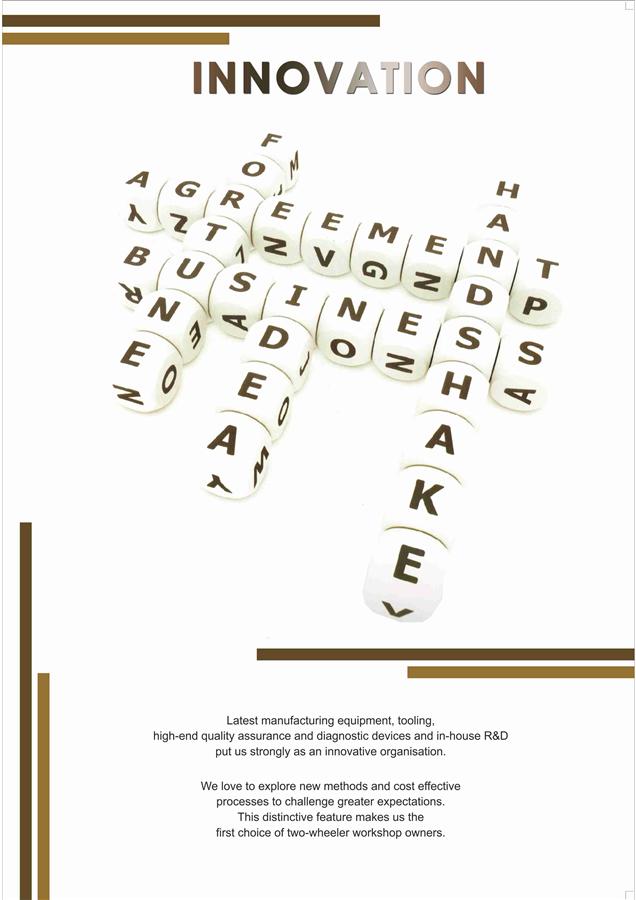 INNOVATION
AGREEMENT
BUSINESS
FORTUNE
IDEA
HANDSHAKE
Latest manufacturing equipment, tooling,
high-end quality assurance and diagnostic devices and in-house R&D
put us strongly as an innovative organisation.
We love to explore new methods and cost effective
processes to challenge greater expectations.
This distinctive feature makes us the
first choice of two-wheeler workshop owners.